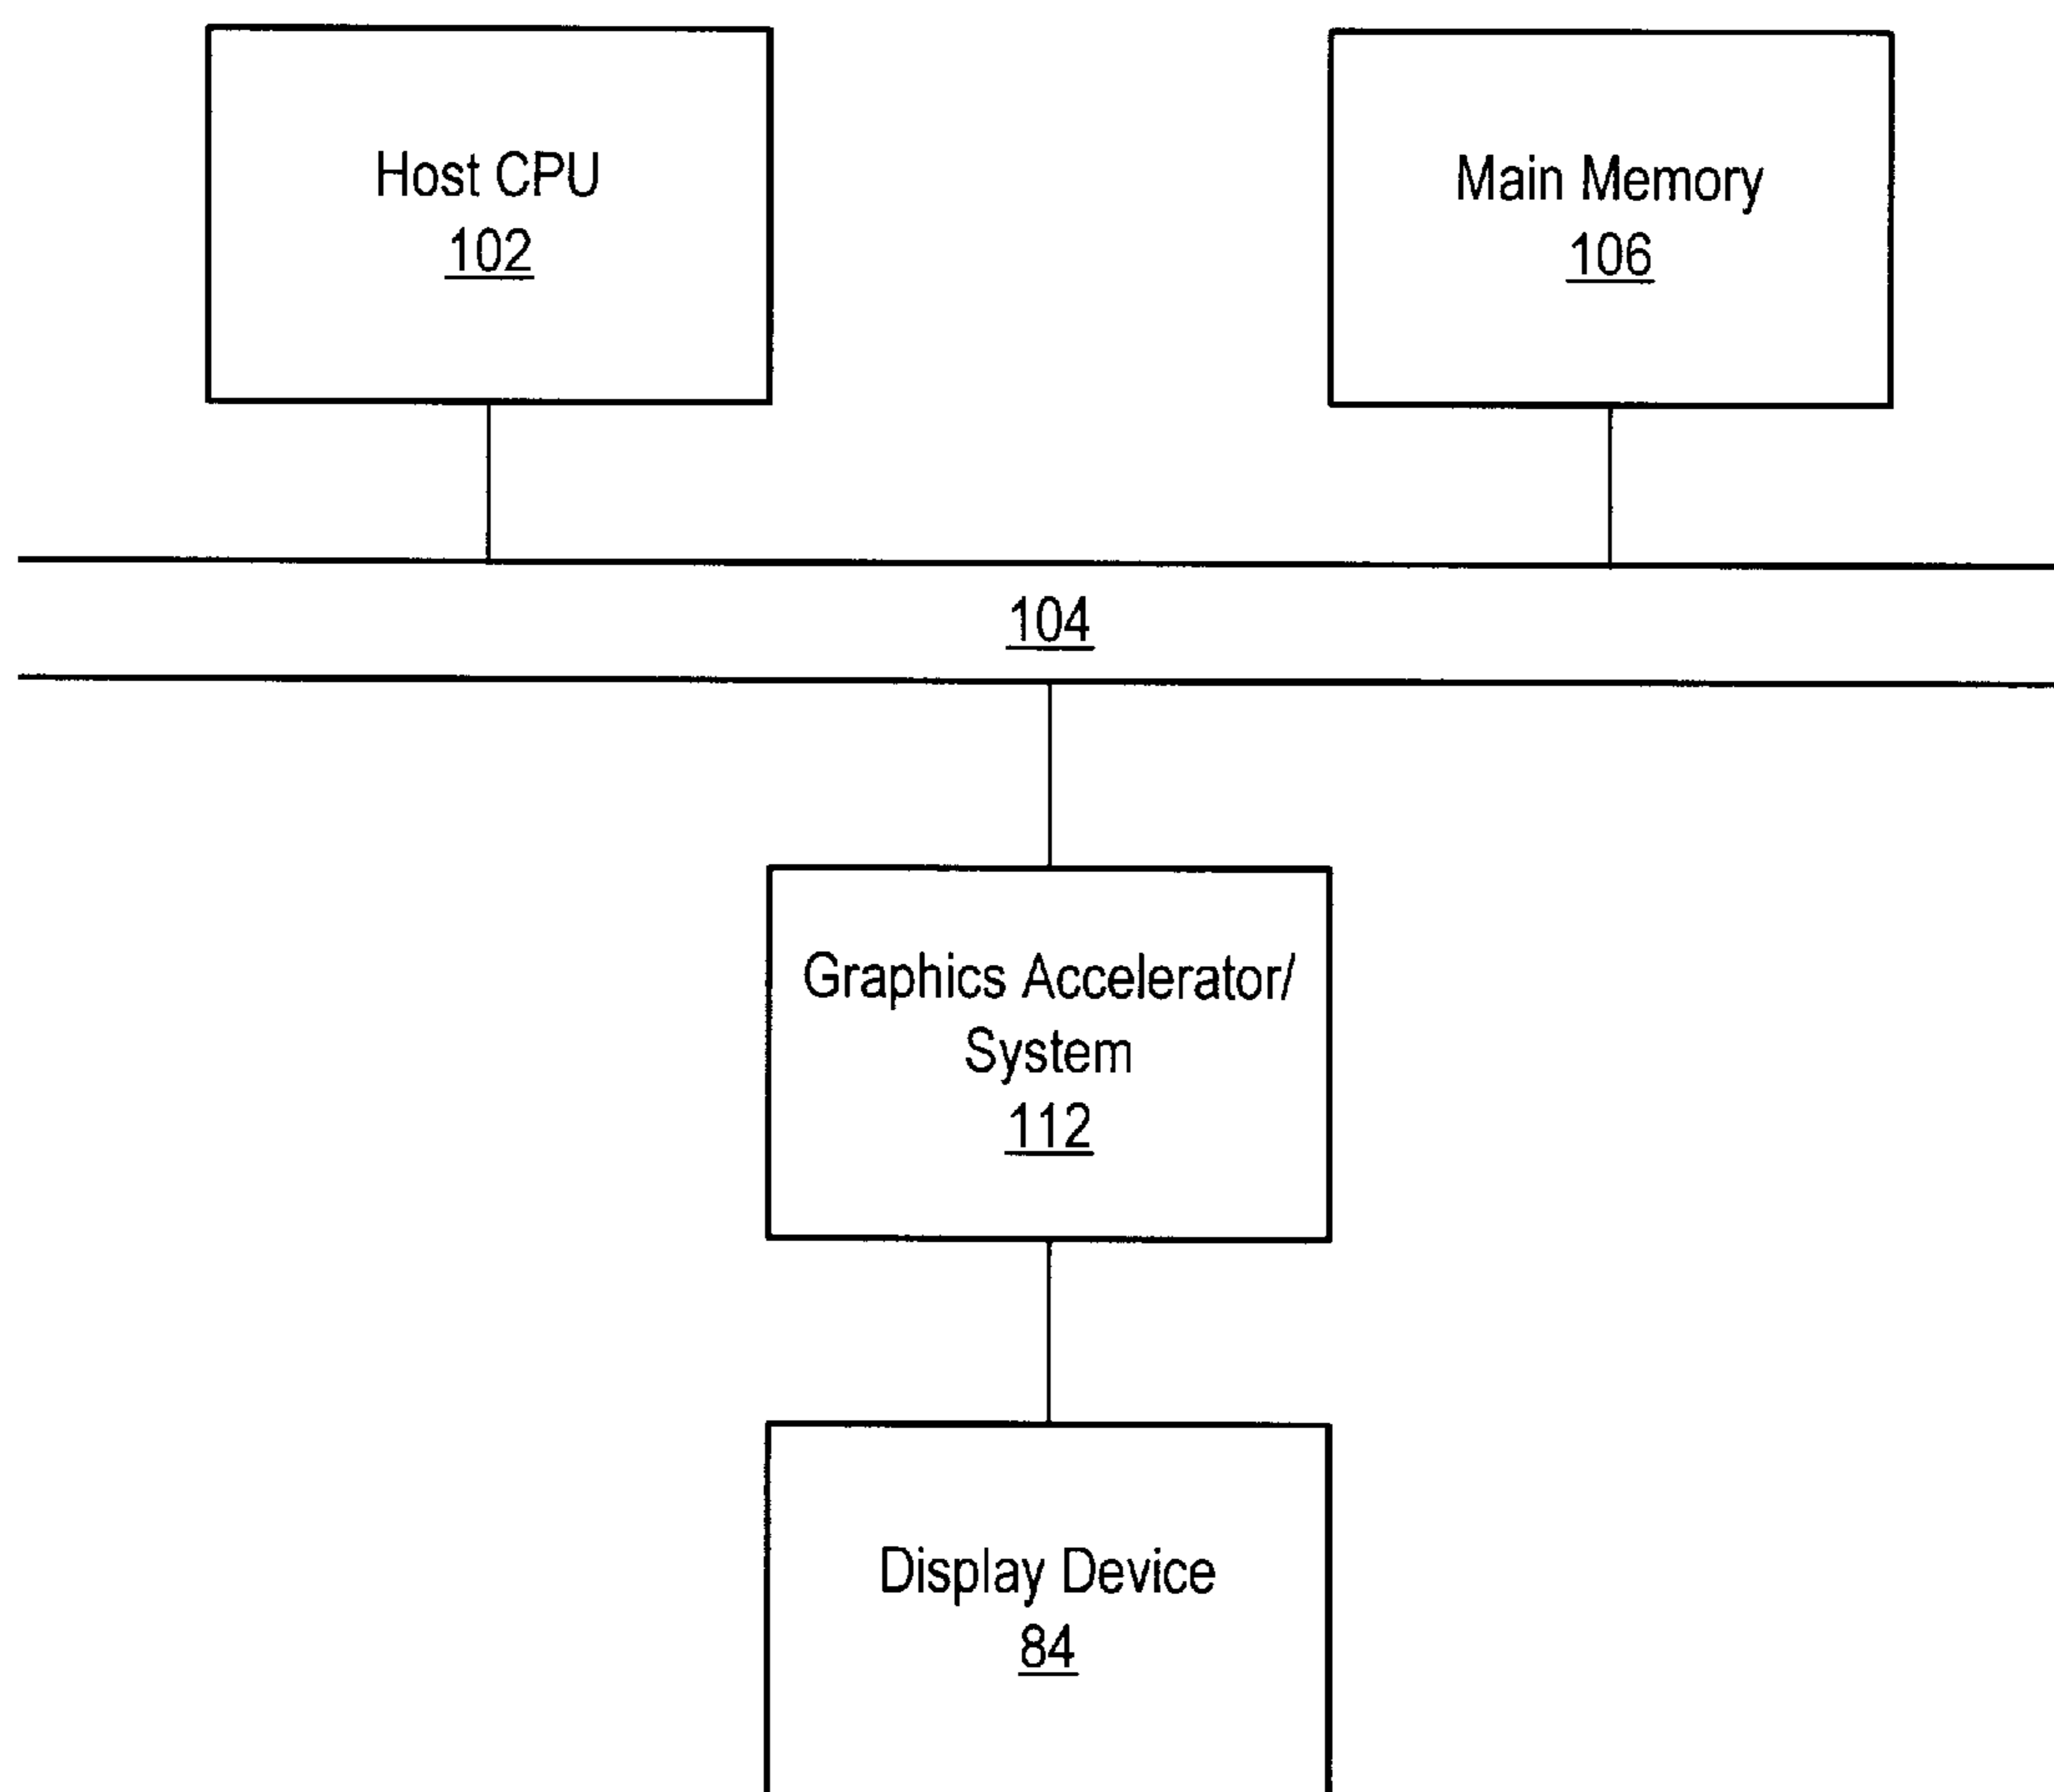 Host CPU
102
Main Memory
106
104
Graphics Accelerator/
System
112
Display Device
84